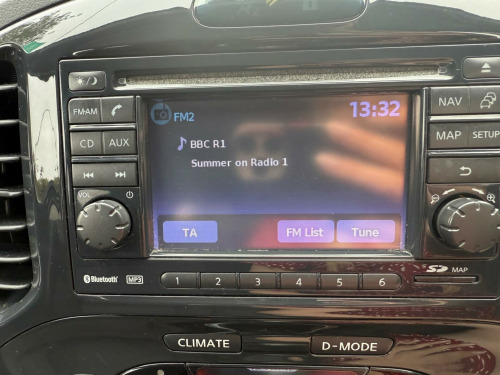 FM2
13:32
BBC R1
Summer on Radio 1
TA
FM List
Tune
FM·AM
CD
AUX
VOL
NAV
MAP
SETUP
Bluetooth
MP3
1 2 3 4 5 6
SD MAP
CLIMATE
D-MODE